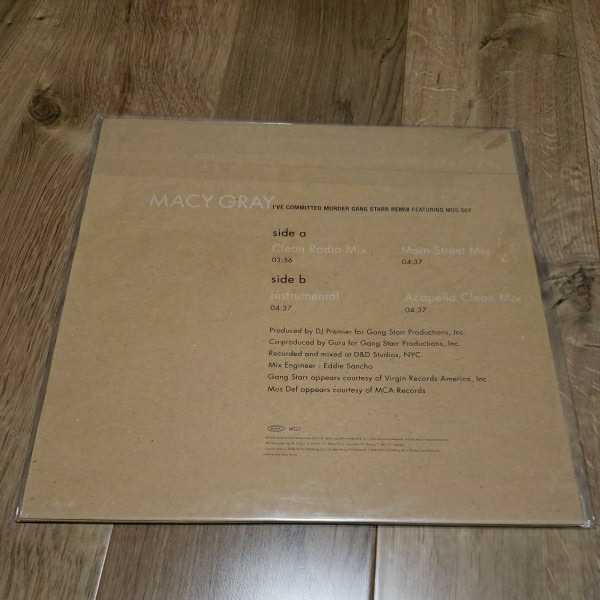 MACY GRAY I'VE COMMITTED MURDER GANG STARR REMIX FEATURING MOS DEF
side a
Clean Radio Mix Main Street Mix
03:56 04:37
side b
Instrumental Acapella Clean Mix
04:37 04:37
Produced by DJ Premier for Gang Starr Productions, Inc.
Co-produced by Guru for Gang Starr Productions, Inc.
Recorded and mixed at D&D Studios, NYC.
Mix Engineer : Eddie Sancho
Gang Starr appears courtesy of Virgin Records America, Inc.
Mos Def appears courtesy of MCA Records